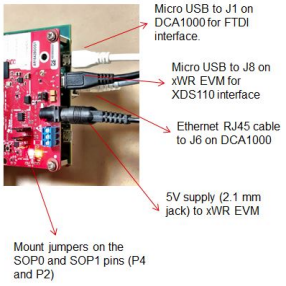 Micro USB to J1 on
DCA1000 for FTDI
interface.
Micro USB to J8 on
xWR EVM for
XDS110 interface
Ethernet RJ45 cable
to J6 on DCA1000
5V supply (2.1 mm
jack) to xWR EVM
Mount jumpers on the
SOP0 and SOP1 pins (P4
and P2)